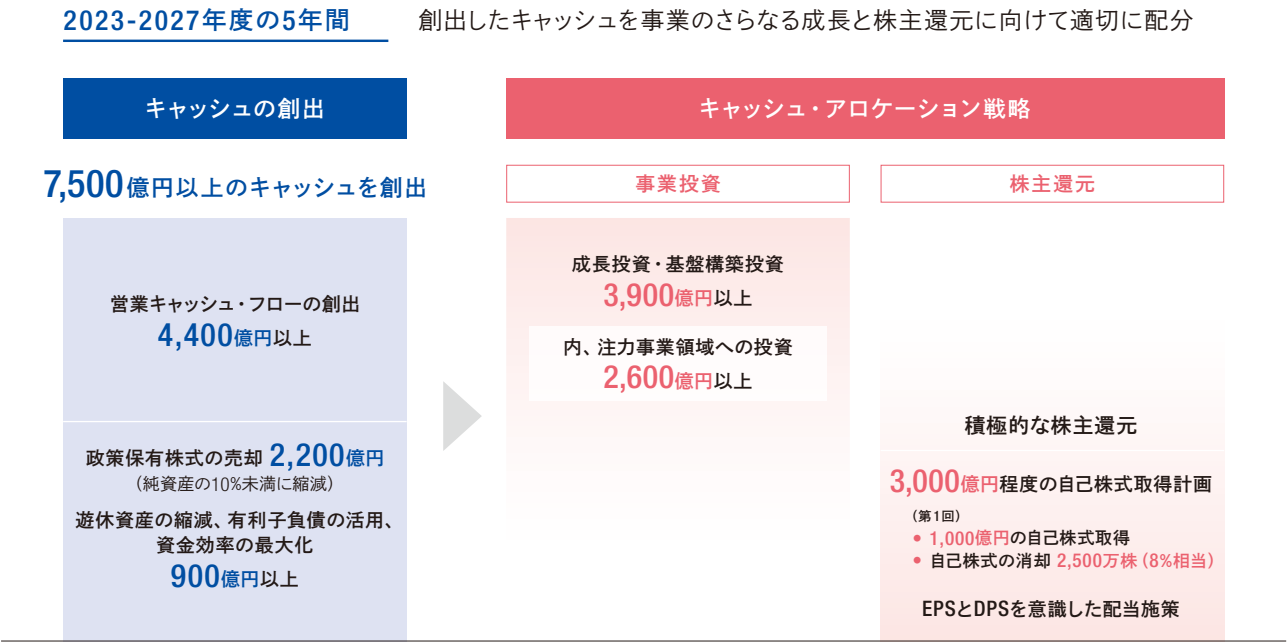 2023-2027年度の5年間
創出したキャッシュを事業のさらなる成長と株主還元に向けて適切に配分
キャッシュの創出
7,500億円以上のキャッシュを創出
営業キャッシュ・フローの創出
4,400億円以上
政策保有株式の売却 2,200億円
(純資産の10%未満に縮減)
遊休資産の縮減、有利子負債の活用、
資金効率の最大化
900億円以上
キャッシュ・アロケーション戦略
事業投資
成長投資・基盤構築投資
3,900億円以上
内、注力事業領域への投資
2,600億円以上
株主還元
積極的な株主還元
3,000億円程度の自己株式取得計画
(第1回)
• 1,000億円の自己株式取得
• 自己株式の消却 2,500万株(8%相当)
EPSとDPSを意識した配当施策